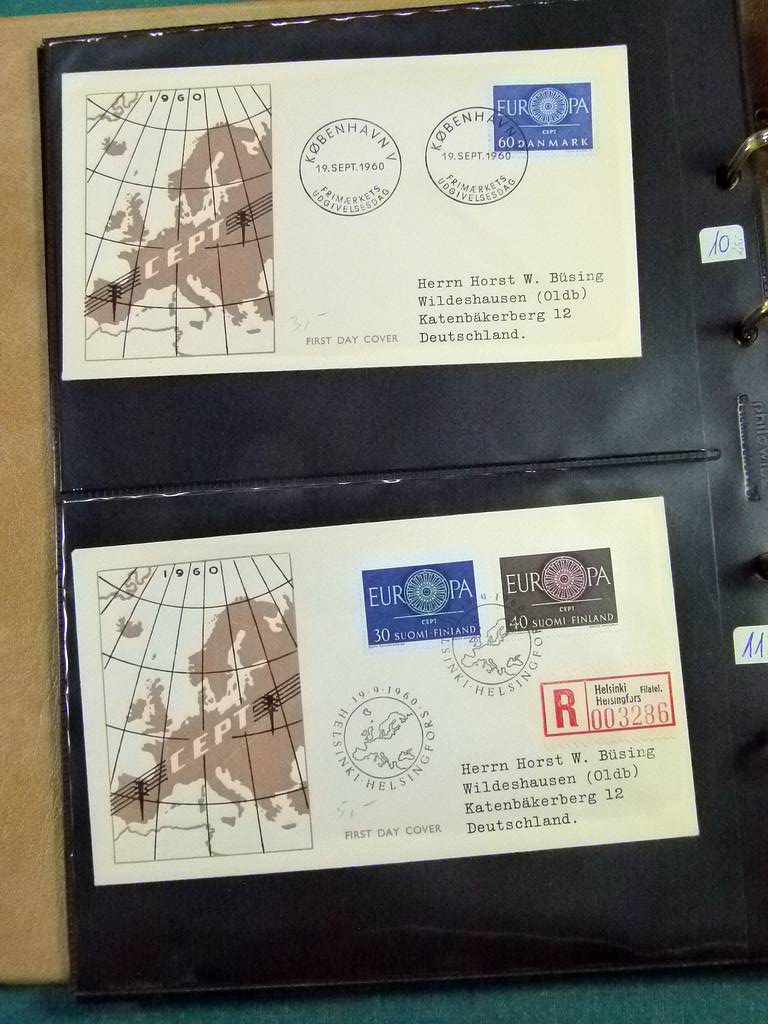 1960
CEPT
FIRST DAY COVER
3,-
KØBENHAVN V
19.SEPT.1960
FRIMÆRKETS
UDGIVELSESDAG
KØBENHAVN V
19.SEPT.1960
FRIMÆRKETS
UDGIVELSESDAG
EUROPA
CEPT
60 DANMARK
Herrn Horst W. Büsing
Wildeshausen (Oldb)
Katenbäkerberg 12
Deutschland.
10
1960
CEPT
FIRST DAY COVER
5,-
HELSINKI-HELSINGFORS
19.9.1960
EUROPA
CEPT
30 SUOMI-FINLAND
EUROPA
CEPT
40 SUOMI-FINLAND
HELSINKI-HELSINGFORS
R
Helsinki Filatel.
Helsingfors
003286
Herrn Horst W. Büsing
Wildeshausen (Oldb)
Katenbäkerberg 12
Deutschland.
11